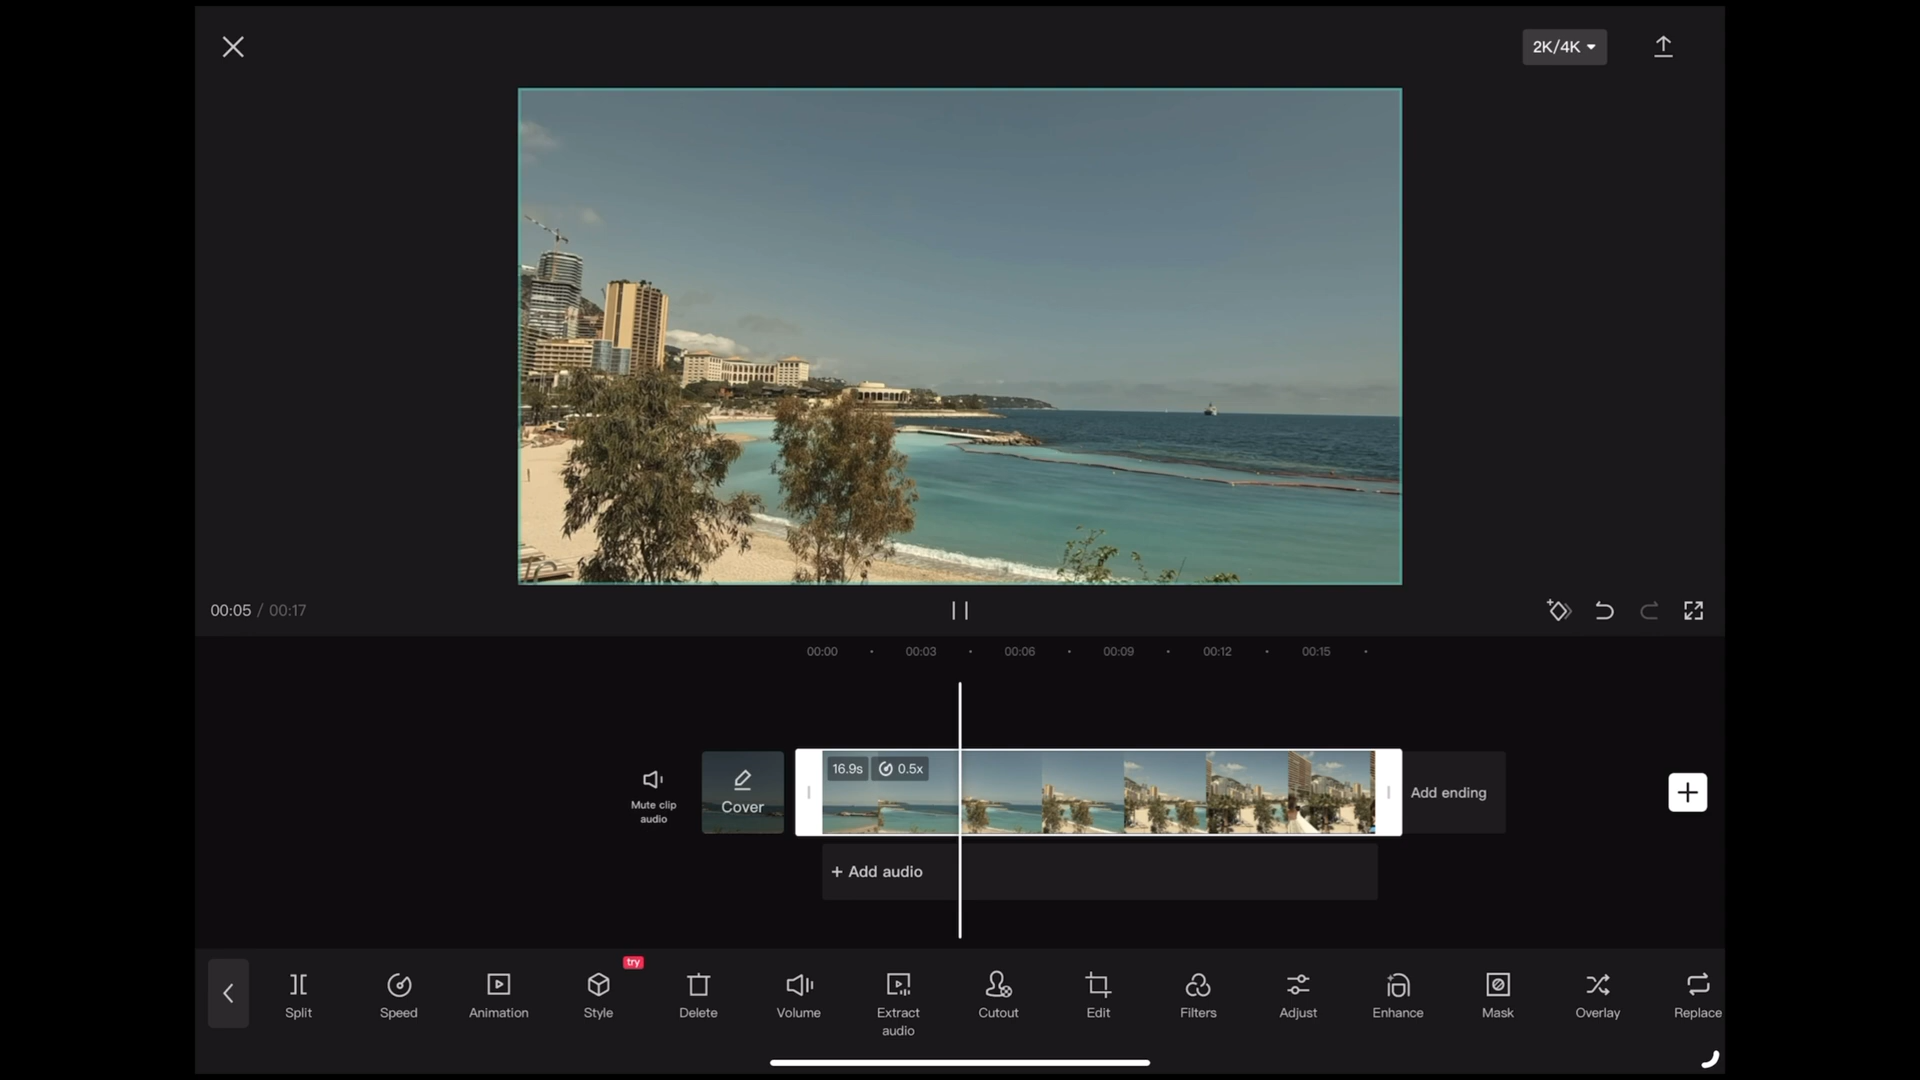 2K/4K
00:05 / 00:17
00:00
00:03
00:06
00:09
00:12
00:15
Mute clip
audio
Cover
16.9s
0.5x
Add ending
+ Add audio
try
Split
Speed
Animation
Style
Delete
Volume
Extract
audio
Cutout
Edit
Filters
Adjust
Enhance
Mask
Overlay
Replace